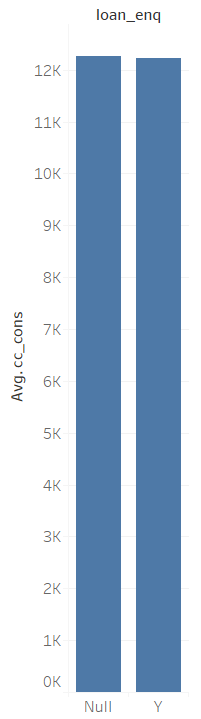 loan_enq
12K
11K
10K
9K
8K
7K
6K
5K
4K
3K
2K
1K
0K
Avg. cc_cons
Null Y